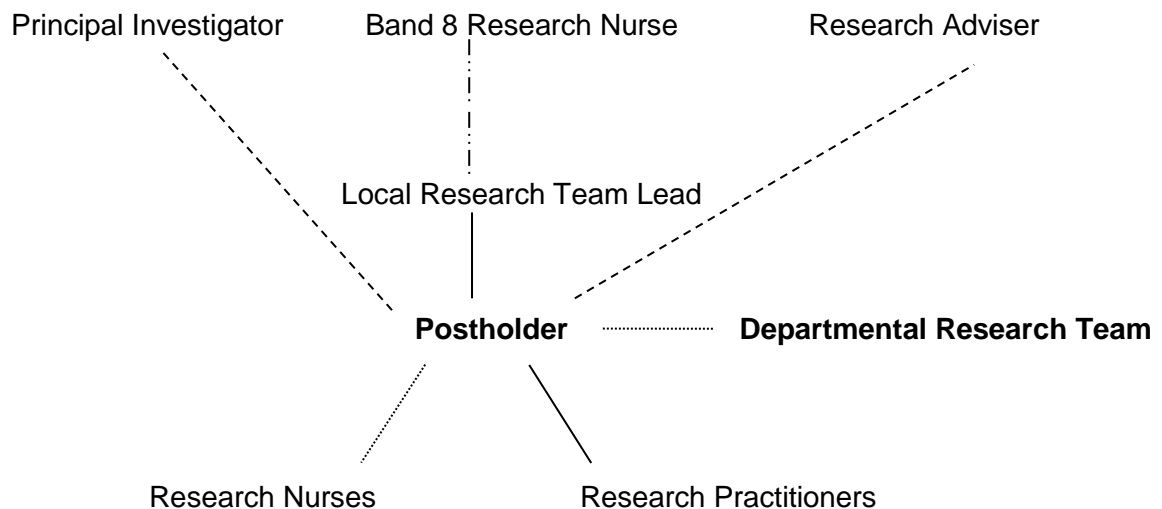 Principal Investigator
Band 8 Research Nurse
Research Adviser
Local Research Team Lead
Postholder
Departmental Research Team
Research Nurses
Research Practitioners